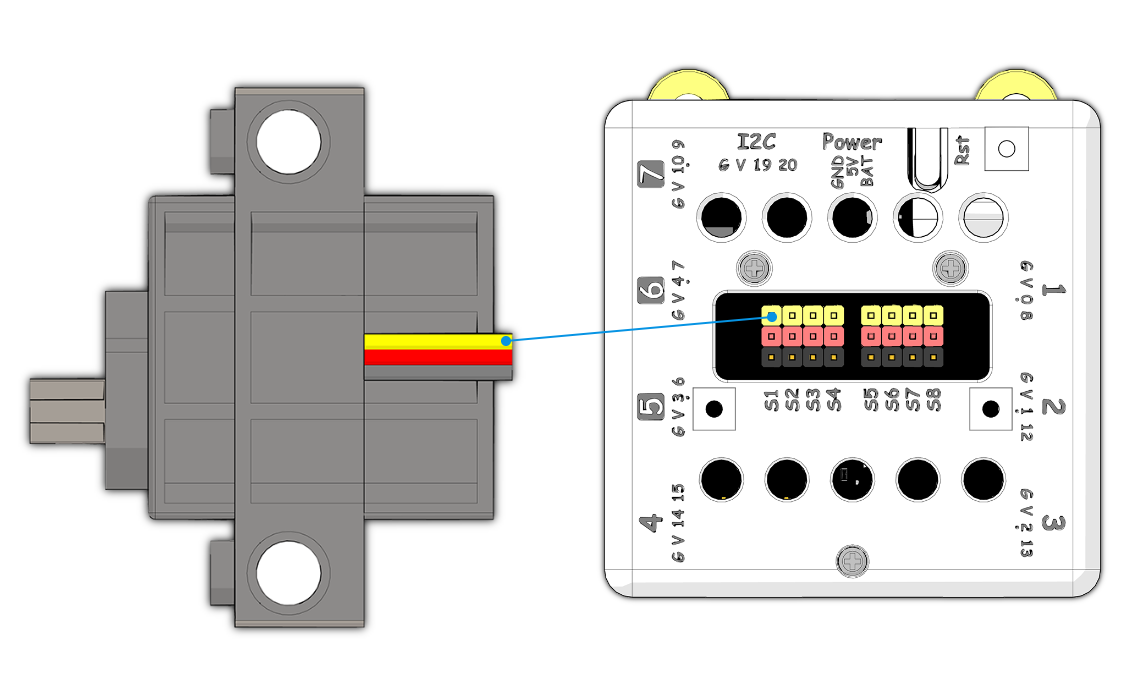 I2C
G V 19 20
Power
GND
5V
BAT
Rst
7
G V 10 9
6
G V 4 7
5
G V 3 6
4
G V 14 15
1
G V 0 8
2
G V 1 12
3
G V 2 13
S1 S2 S3 S4 S5 S6 S7 S8